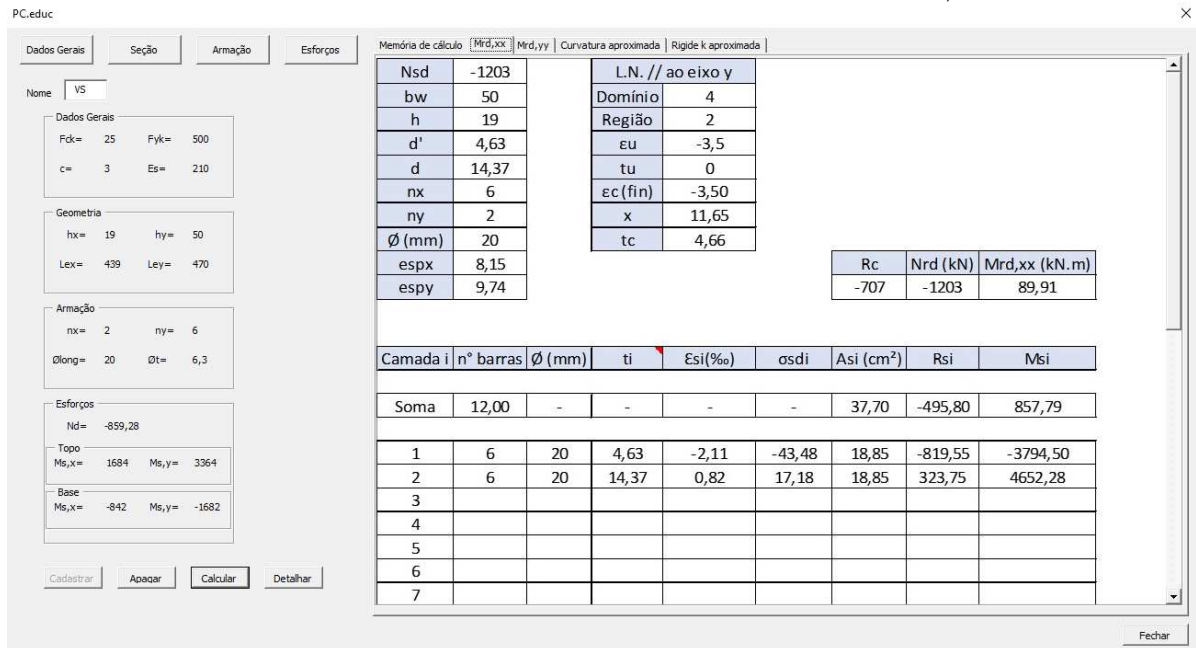 PC.educ
Dados Gerais Seção Armação Esforços
Nome VS
Dados Gerais
Fck= 25 Fyk= 500
c= 3 Es= 210
Geometria
hx= 19 hy= 50
Lex= 439 Ley= 470
Armação
nx= 2 ny= 6
Ølong= 20 Øt= 6,3
Esforços
Nd= -859,28
Topo
Ms,x= 1684 Ms,y= 3364
Base
Ms,x= -842 Ms,y= -1682
Cadastrar Apagar Calcular Detalhar
Memória de cálculo Mrd,xx Mrd,yy Curvatura aproximada Rigide k aproximada
Nsd -1203 L.N. // ao eixo y
bw 50 Domínio 4
h 19 Região 2
d' 4,63 εu -3,5
d 14,37 tu 0
nx 6 εc(fin) -3,50
ny 2 x 11,65
Ø (mm) 20 tc 4,66
espx 8,15 Rc Nrd (kN) Mrd,xx (kN.m)
espy 9,74 -707 -1203 89,91
Camada i n° barras Ø (mm) ti Ɛsi(‰) σsdi Asi (cm²) Rsi Msi
Soma 12,00 - - - - 37,70 -495,80 857,79
1 6 20 4,63 -2,11 -43,48 18,85 -819,55 -3794,50
2 6 20 14,37 0,82 17,18 18,85 323,75 4652,28
3
4
5
6
7
Fechar